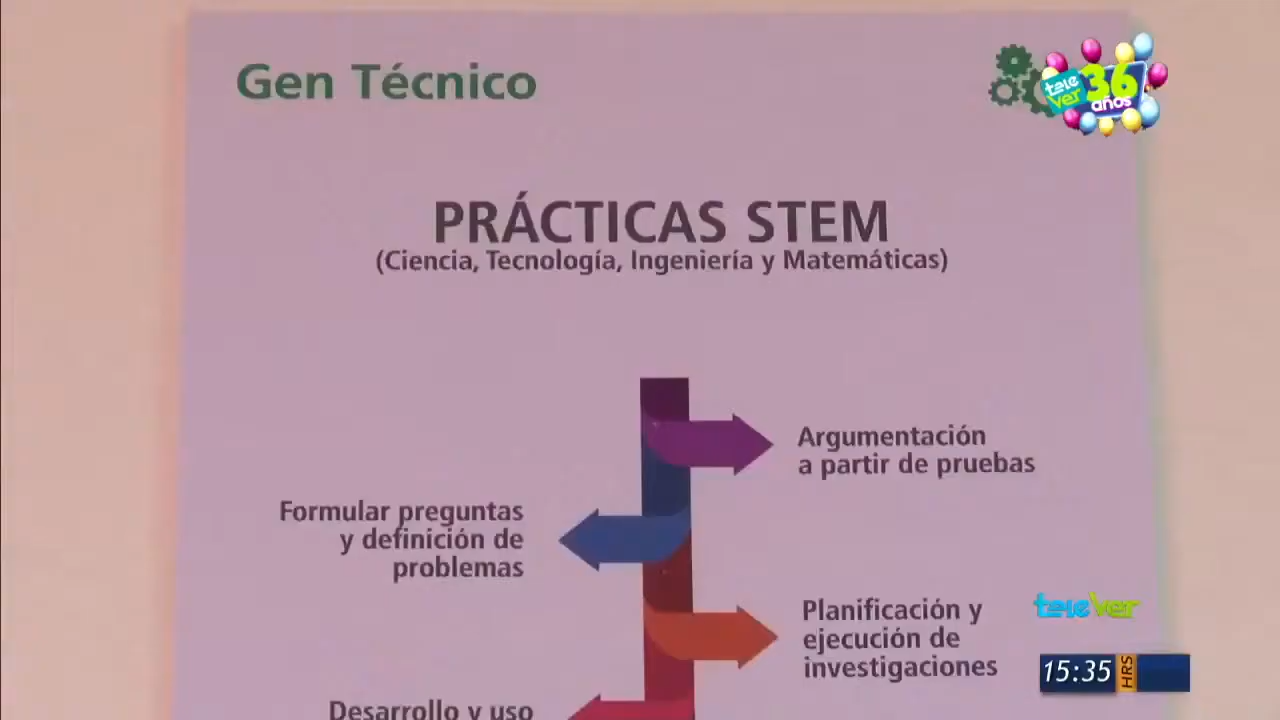 Gen Técnico
tele
ver
36
años
PRÁCTICAS STEM
(Ciencia, Tecnología, Ingeniería y Matemáticas)
Argumentación
a partir de pruebas
Formular preguntas
y definición de
problemas
Planificación y
ejecución de
investigaciones
telever
15:35 HRS
Desarrollo y uso